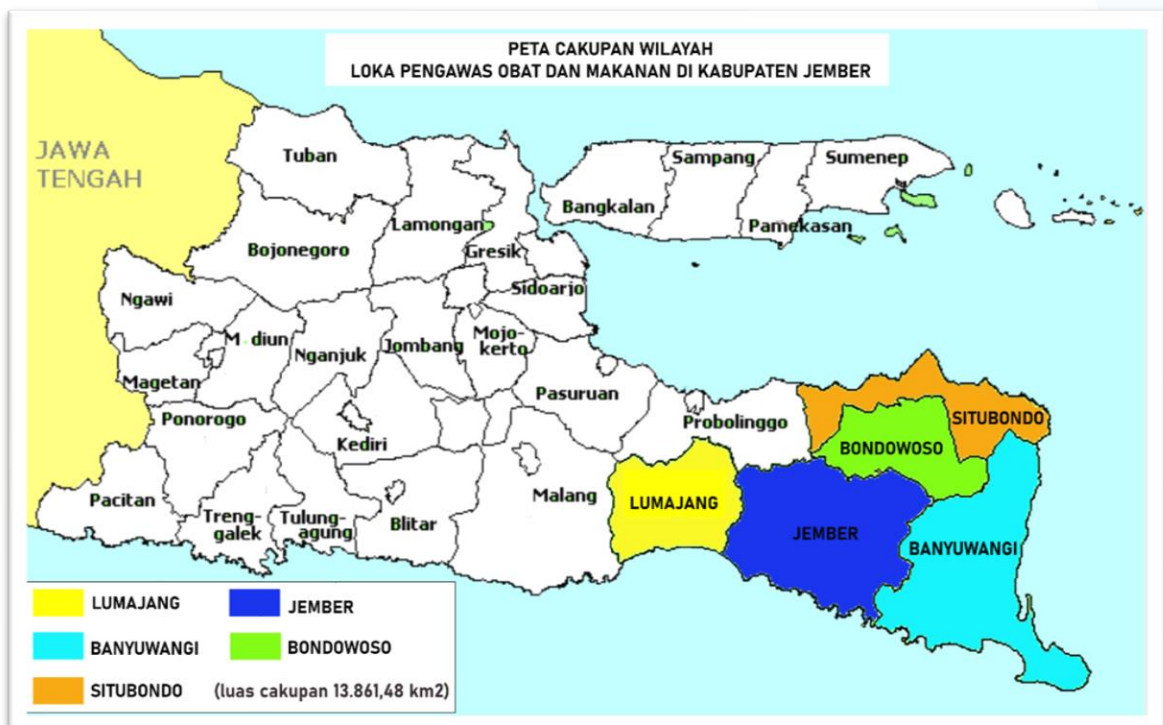 PETA CAKUPAN WILAYAH
LOKA PENGAWAS OBAT DAN MAKANAN DI KABUPATEN JEMBER
JAWA
TENGAH
Tuban
Sampang
Sumenep
Bangkalan
Lamongan
Pamekasan
Bojonegoro
Gresik
Sidoarjo
Ngawi
M diun
Nganjuk
Jombang
Mojo-
kerto
Magetan
Pasuruan
Ponorogo
Probolinggo
SITUBONDO
Kediri
BONDOWOSO
Pacitan
Malang
LUMAJANG
Treng-
galek
Tulung-
agung
Blitar
JEMBER
BANYUWANGI
LUMAJANG
JEMBER
BANYUWANGI
BONDOWOSO
SITUBONDO (luas cakupan 13.861,48 km2)